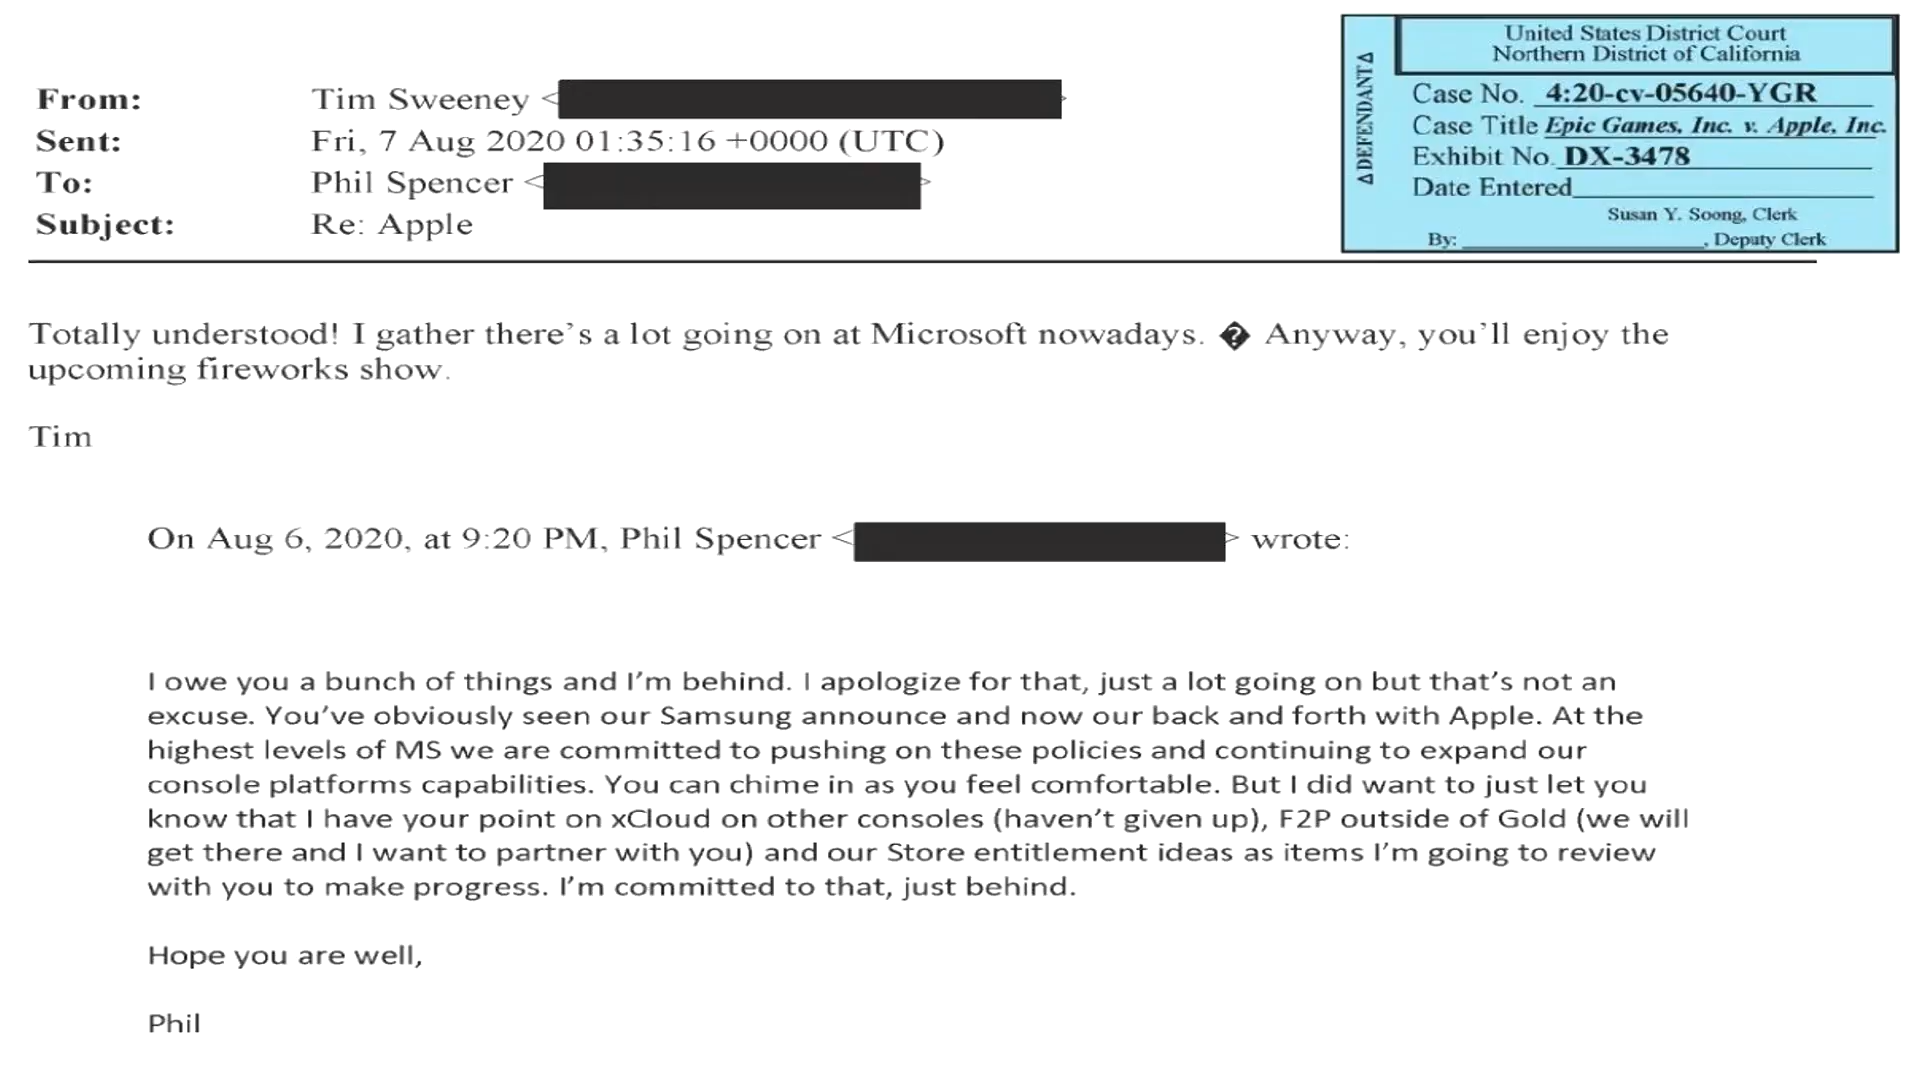 United States District Court
Northern District of California
ΔDEFENDANTΔ
Case No. 4:20-cv-05640-YGR
Case Title Epic Games, Inc. v. Apple, Inc.
Exhibit No. DX-3478
Date Entered
Susan Y. Soong, Clerk
By: , Deputy Clerk
From: Tim Sweeney < >
Sent: Fri, 7 Aug 2020 01:35:16 +0000 (UTC)
To: Phil Spencer < >
Subject: Re: Apple
Totally understood! I gather there's a lot going on at Microsoft nowadays. � Anyway, you'll enjoy the
upcoming fireworks show.
Tim
On Aug 6, 2020, at 9:20 PM, Phil Spencer < > wrote:
I owe you a bunch of things and I'm behind. I apologize for that, just a lot going on but that's not an
excuse. You've obviously seen our Samsung announce and now our back and forth with Apple. At the
highest levels of MS we are committed to pushing on these policies and continuing to expand our
console platforms capabilities. You can chime in as you feel comfortable. But I did want to just let you
know that I have your point on xCloud on other consoles (haven't given up), F2P outside of Gold (we will
get there and I want to partner with you) and our Store entitlement ideas as items I'm going to review
with you to make progress. I'm committed to that, just behind.
Hope you are well,
Phil